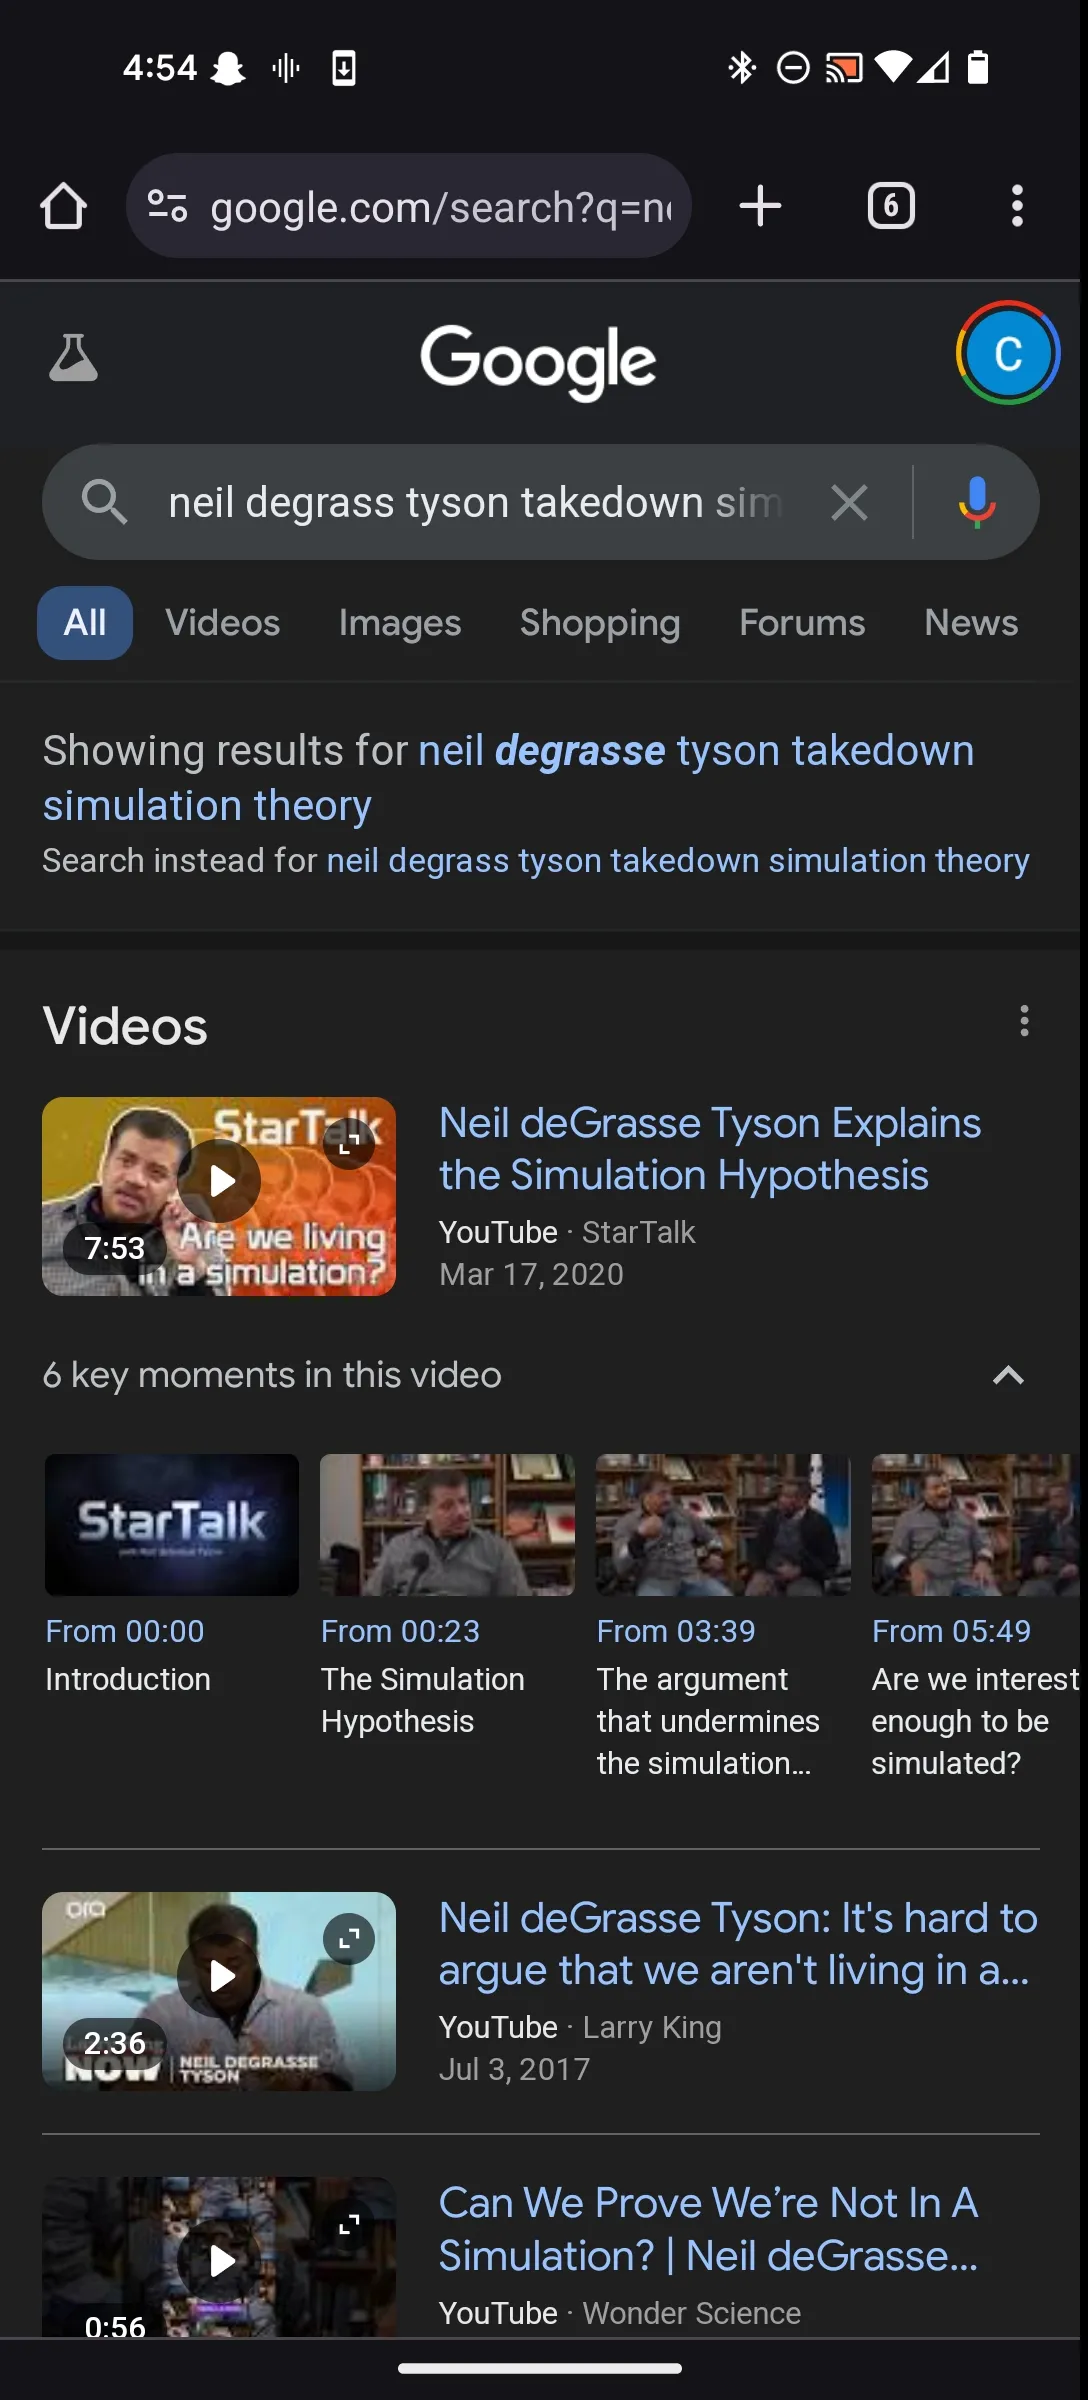 4:54
google.com/search?q=n
6
Google
C
neil degrass tyson takedown sim
All Videos Images Shopping Forums News
Showing results for neil degrasse tyson takedown
simulation theory
Search instead for neil degrass tyson takedown simulation theory
Videos
StarTalk
Are we living
in a simulation?
7:53
Neil deGrasse Tyson Explains
the Simulation Hypothesis
YouTube · StarTalk
Mar 17, 2020
6 key moments in this video
StarTalk
From 00:00
Introduction
From 00:23
The Simulation
Hypothesis
From 03:39
The argument
that undermines
the simulation...
From 05:49
Are we interest
enough to be
simulated?
ora
2:36
NOW
NEIL DEGRASSE
TYSON
Neil deGrasse Tyson: It's hard to
argue that we aren't living in a...
YouTube · Larry King
Jul 3, 2017
0:56
Can We Prove We’re Not In A
Simulation? | Neil deGrasse...
YouTube · Wonder Science